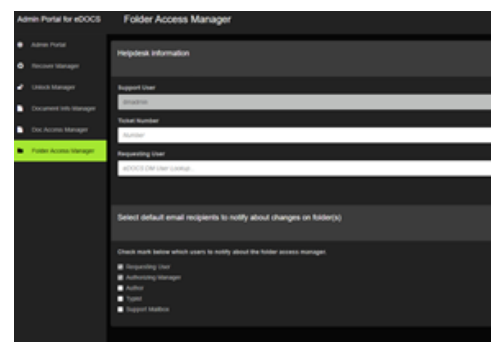 Admin Portal for eDOCS
Folder Access Manager
Admin Portal
Recover Manager
Unlock Manager
Document Info Manager
Doc Access Manager
Folder Access Manager
Helpdesk Information
Support User
Ticket Number
Number
Requesting User
eDOCS DM User Lookup...
Select default email recipients to notify about changes on folder(s)
Check mark below which users to notify about the folder access manager.
Requesting User
Authorising Manager
Author
Typist
Support Mailbox